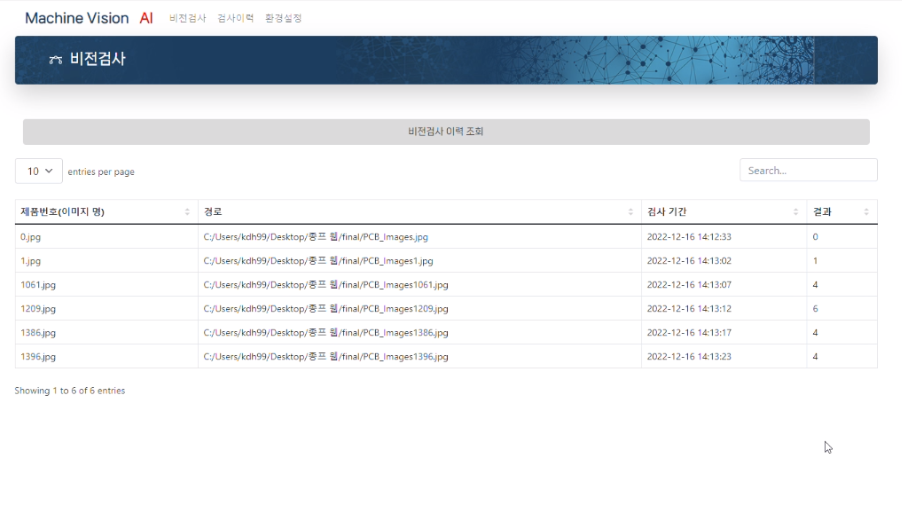 Machine Vision AI 비전검사 검사이력 환경설정
비전검사
비전검사 이력 조회
10 entries per page Search...
제품번호(이미지 명) 경로 검사 기간 결과
0.jpg C:/Users/kdh99/Desktop/종프 웹/final/PCB_Images.jpg 2022-12-16 14:12:33 0
1.jpg C:/Users/kdh99/Desktop/종프 웹/final/PCB_Images1.jpg 2022-12-16 14:13:02 1
1061.jpg C:/Users/kdh99/Desktop/종프 웹/final/PCB_Images1061.jpg 2022-12-16 14:13:07 4
1209.jpg C:/Users/kdh99/Desktop/종프 웹/final/PCB_Images1209.jpg 2022-12-16 14:13:12 6
1386.jpg C:/Users/kdh99/Desktop/종프 웹/final/PCB_Images1386.jpg 2022-12-16 14:13:17 4
1396.jpg C:/Users/kdh99/Desktop/종프 웹/final/PCB_Images1396.jpg 2022-12-16 14:13:23 4
Showing 1 to 6 of 6 entries